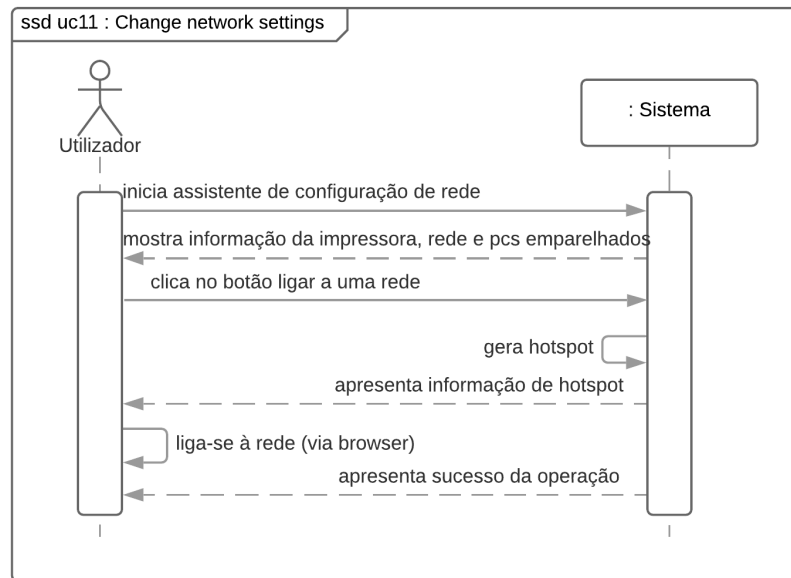 ssd uc11 : Change network settings
Utilizador
: Sistema
inicia assistente de configuração de rede
mostra informação da impressora, rede e pcs emparelhados
clica no botão ligar a uma rede
gera hotspot
apresenta informação de hotspot
liga-se à rede (via browser)
apresenta sucesso da operação